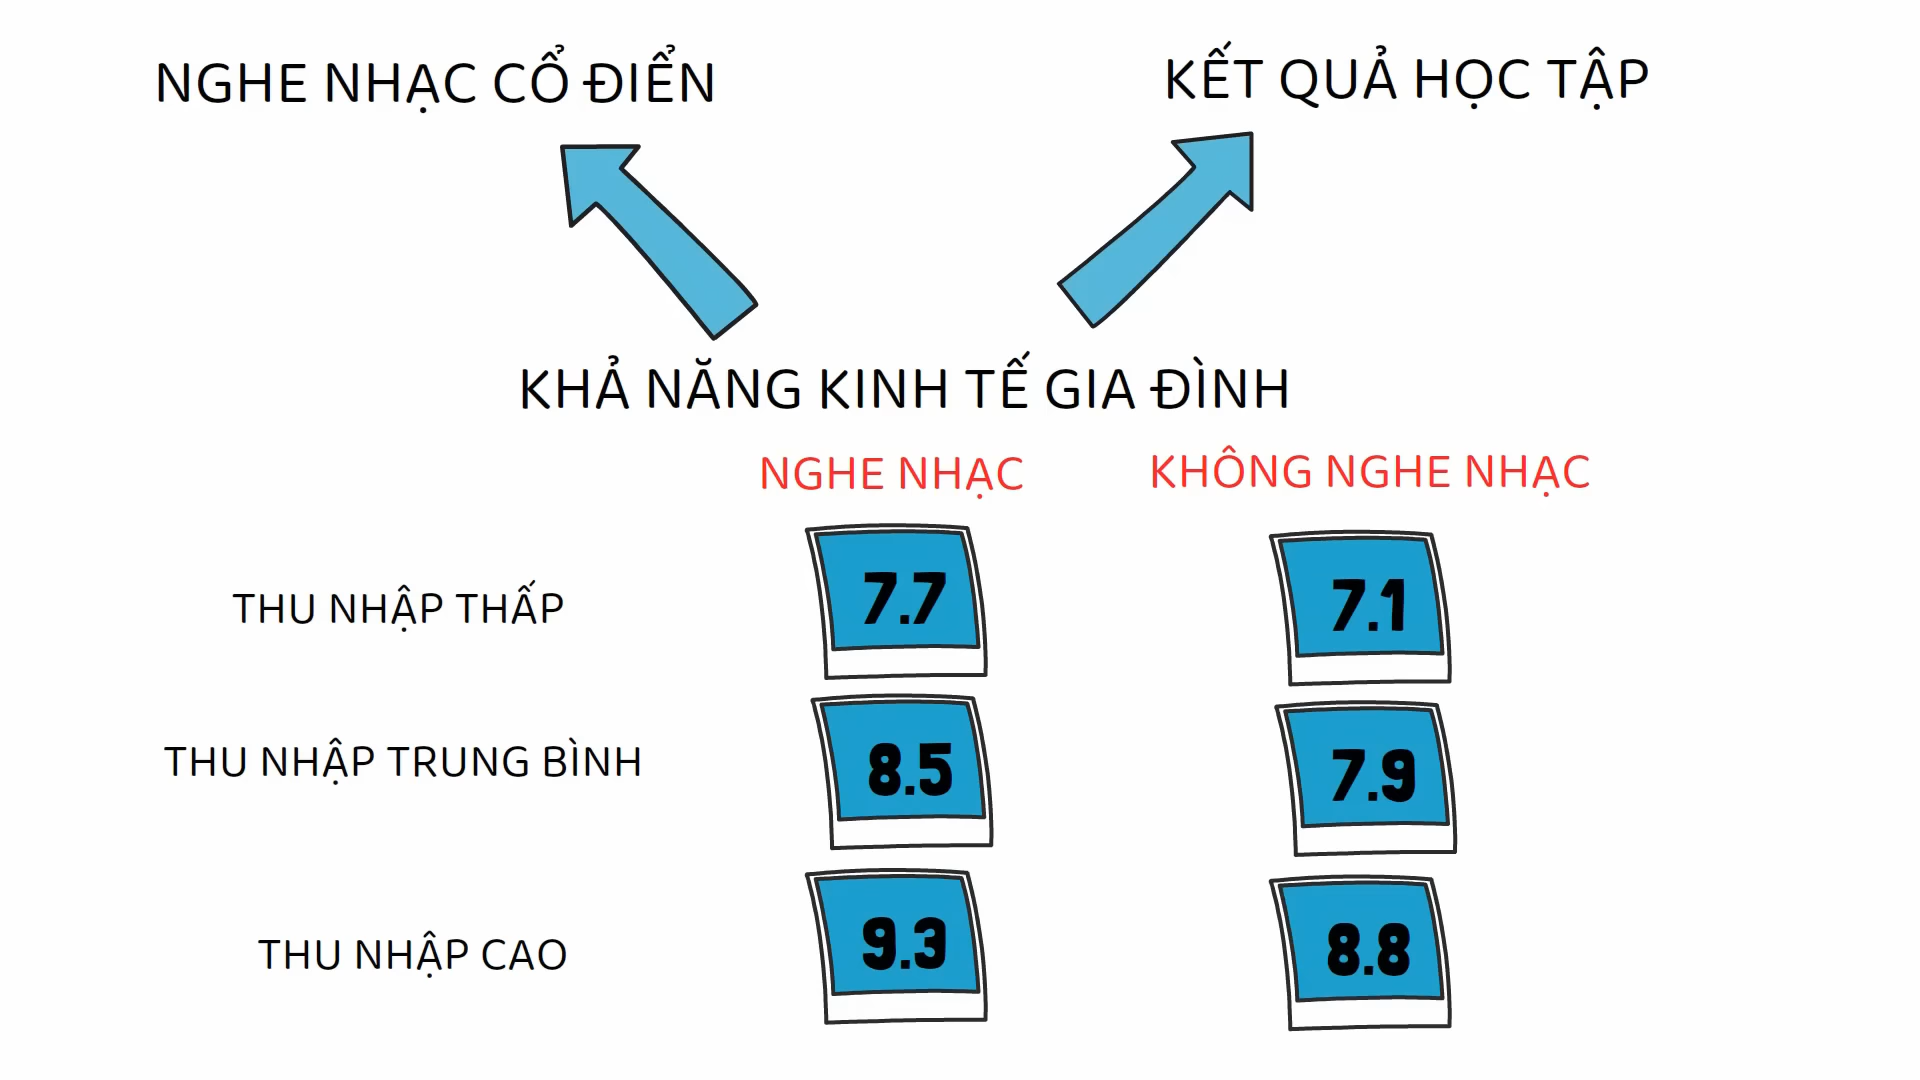 NGHE NHẠC CỔ ĐIỂN
KẾT QUẢ HỌC TẬP
KHẢ NĂNG KINH TẾ GIA ĐÌNH
NGHE NHẠC
KHÔNG NGHE NHẠC
THU NHẬP THẤP
7.7
7.1
THU NHẬP TRUNG BÌNH
8.5
7.9
THU NHẬP CAO
9.3
8.8